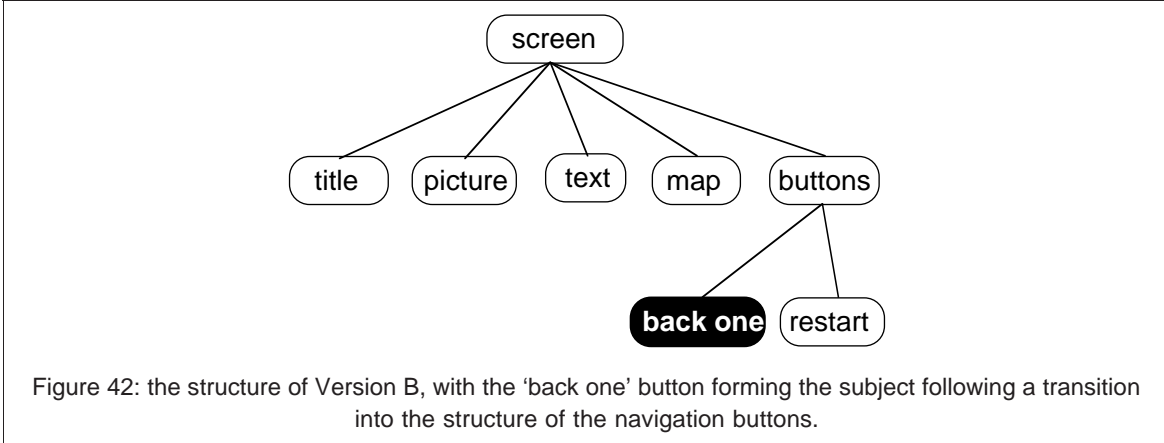 screen
title picture text map buttons
back one restart
Figure 42: the structure of Version B, with the ‘back one’ button forming the subject following a transition
into the structure of the navigation buttons.